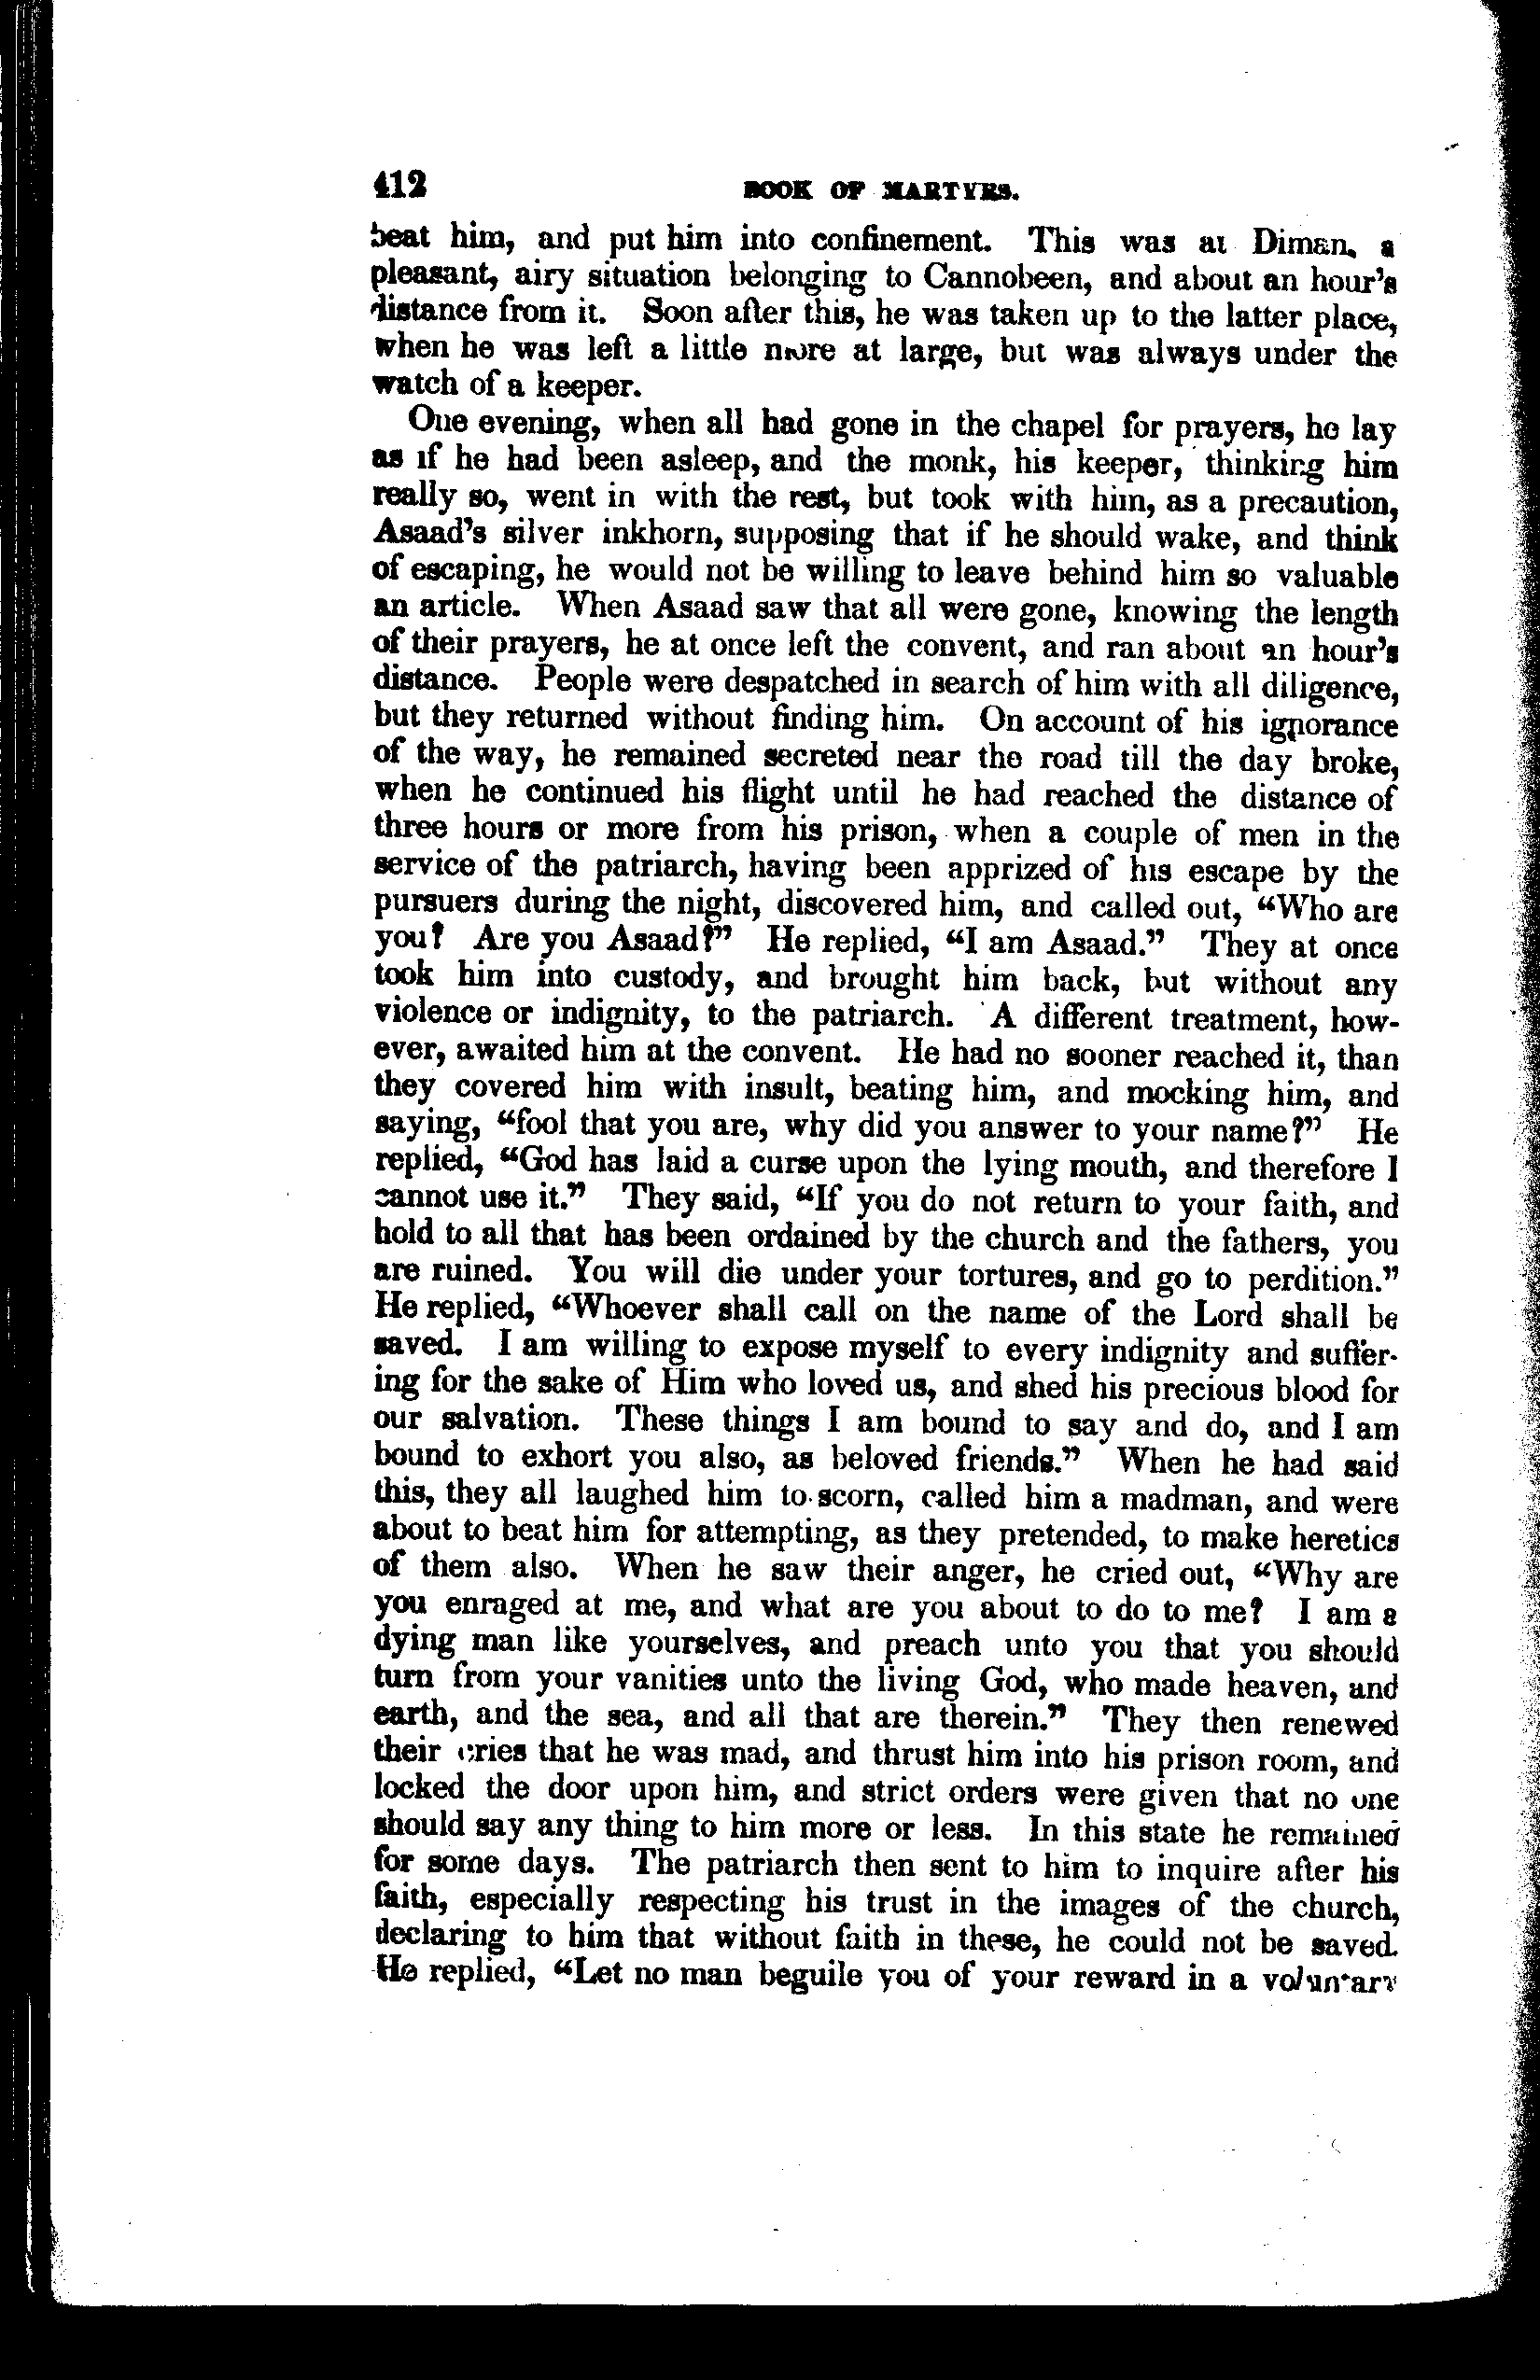 412 BOOK OF MARTYRS.
beat him, and put him into confinement. This was at Diman, a
pleasant, airy situation belonging to Cannobeen, and about an hour's
distance from it. Soon after this, he was taken up to the latter place,
when he was left a little more at large, but was always under the
watch of a keeper.
One evening, when all had gone in the chapel for prayers, he lay
as if he had been asleep, and the monk, his keeper, thinking him
really so, went in with the rest, but took with him, as a precaution,
Asaad's silver inkhorn, supposing that if he should wake, and think
of escaping, he would not be willing to leave behind him so valuable
an article. When Asaad saw that all were gone, knowing the length
of their prayers, he at once left the convent, and ran about an hour's
distance. People were despatched in search of him with all diligence,
but they returned without finding him. On account of his ignorance
of the way, he remained secreted near the road till the day broke,
when he continued his flight until he had reached the distance of
three hours or more from his prison, when a couple of men in the
service of the patriarch, having been apprized of his escape by the
pursuers during the night, discovered him, and called out, "Who are
you? Are you Asaad?" He replied, "I am Asaad." They at once
took him into custody, and brought him back, but without any
violence or indignity, to the patriarch. A different treatment, how-
ever, awaited him at the convent. He had no sooner reached it, than
they covered him with insult, beating him, and mocking him, and
saying, "fool that you are, why did you answer to your name?" He
replied, "God has laid a curse upon the lying mouth, and therefore I
cannot use it." They said, "If you do not return to your faith, and
hold to all that has been ordained by the church and the fathers, you
are ruined. You will die under your tortures, and go to perdition."
He replied, "Whoever shall call on the name of the Lord shall be
saved. I am willing to expose myself to every indignity and suffer-
ing for the sake of Him who loved us, and shed his precious blood for
our salvation. These things I am bound to say and do, and I am
bound to exhort you also, as beloved friends." When he had said
this, they all laughed him to scorn, called him a madman, and were
about to beat him for attempting, as they pretended, to make heretics
of them also. When he saw their anger, he cried out, "Why are
you enraged at me, and what are you about to do to me? I am a
dying man like yourselves, and preach unto you that you should
turn from your vanities unto the living God, who made heaven, and
earth, and the sea, and all that are therein." They then renewed
their cries that he was mad, and thrust him into his prison room, and
locked the door upon him, and strict orders were given that no one
should say any thing to him more or less. In this state he remained
for some days. The patriarch then sent to him to inquire after his
faith, especially respecting his trust in the images of the church,
declaring to him that without faith in these, he could not be saved.
He replied, "Let no man beguile you of your reward in a voluntary